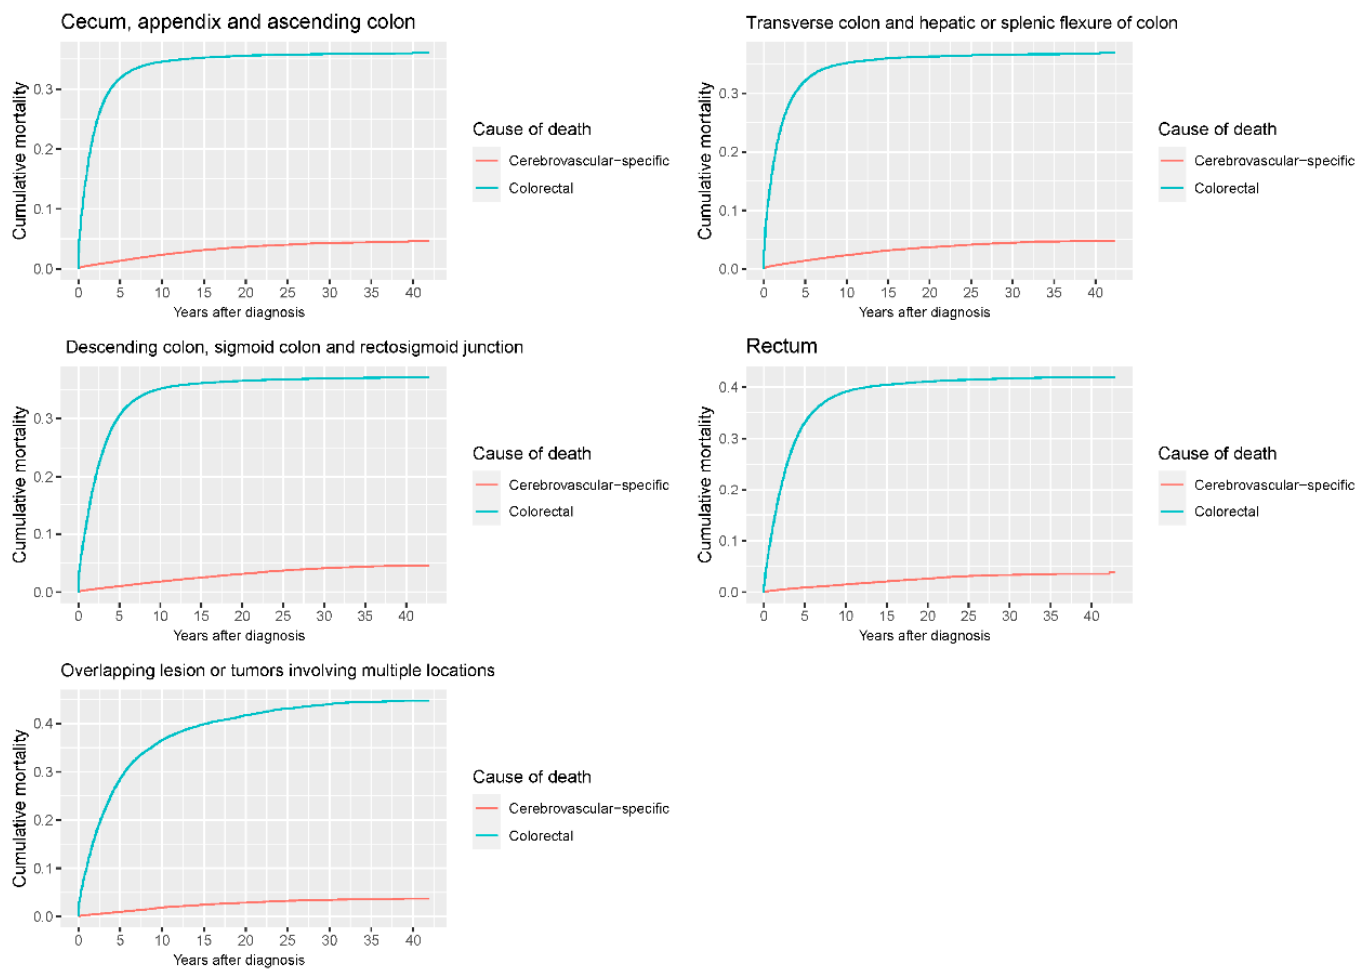 Cecum, appendix and ascending colon
Cumulative mortality
0.3
0.2
0.1
0.0
0 5 10 15 20 25 30 35 40
Years after diagnosis
Cause of death
Cerebrovascular-specific
Colorectal
Transverse colon and hepatic or splenic flexure of colon
Cumulative mortality
0.3
0.2
0.1
0.0
0 5 10 15 20 25 30 35 40
Years after diagnosis
Cause of death
Cerebrovascular-specific
Colorectal
Descending colon, sigmoid colon and rectosigmoid junction
Cumulative mortality
0.3
0.2
0.1
0.0
0 5 10 15 20 25 30 35 40
Years after diagnosis
Cause of death
Cerebrovascular-specific
Colorectal
Rectum
Cumulative mortality
0.4
0.3
0.2
0.1
0.0
0 5 10 15 20 25 30 35 40
Years after diagnosis
Cause of death
Cerebrovascular-specific
Colorectal
Overlapping lesion or tumors involving multiple locations
Cumulative mortality
0.4
0.3
0.2
0.1
0.0
0 5 10 15 20 25 30 35 40
Years after diagnosis
Cause of death
Cerebrovascular-specific
Colorectal